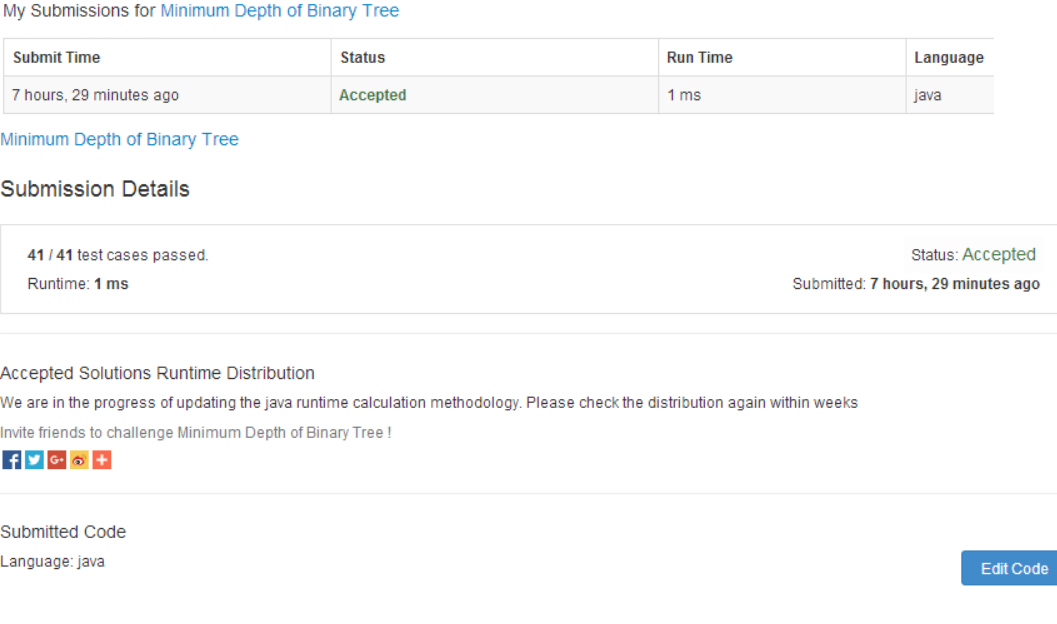 My Submissions for Minimum Depth of Binary Tree
Submit Time Status Run Time Language
7 hours, 29 minutes ago Accepted 1 ms java
Minimum Depth of Binary Tree
Submission Details
41 / 41 test cases passed. Status: Accepted
Runtime: 1 ms Submitted: 7 hours, 29 minutes ago
Accepted Solutions Runtime Distribution
We are in the progress of updating the java runtime calculation methodology. Please check the distribution again within weeks
Invite friends to challenge Minimum Depth of Binary Tree !
Submitted Code
Language: java
Edit Code